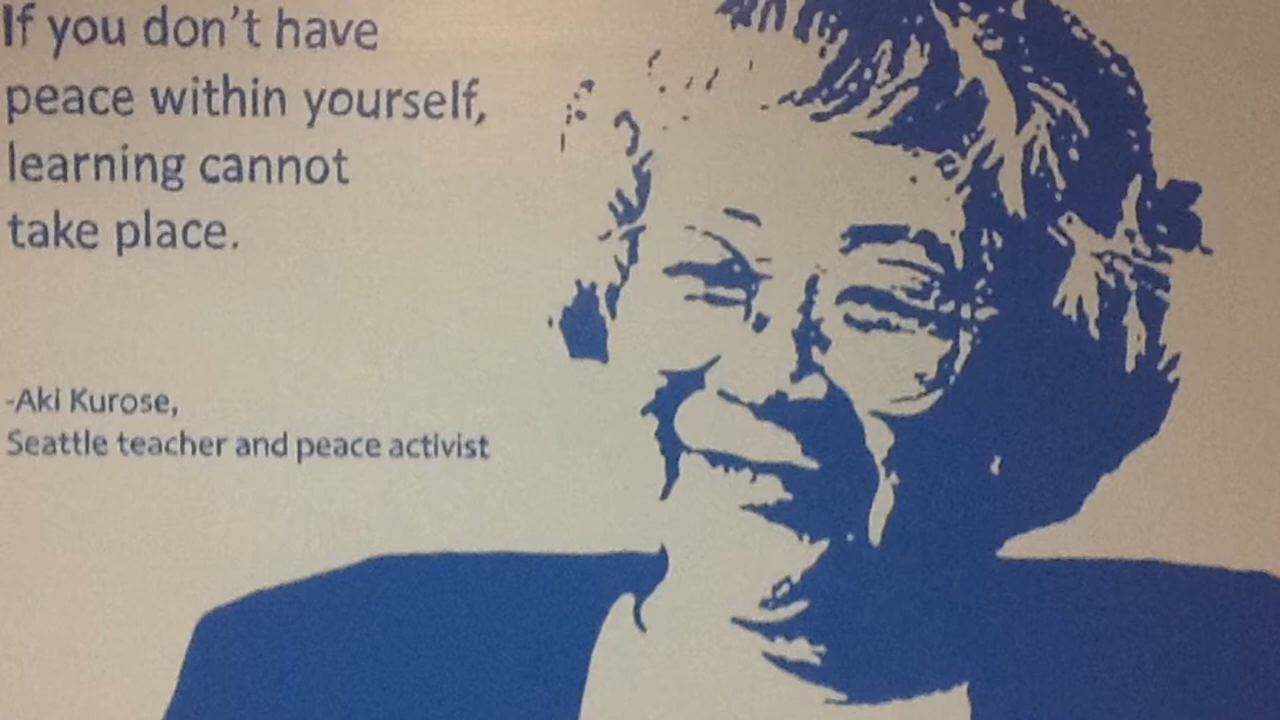 If you don't have
peace within yourself,
learning cannot
take place.
-Aki Kurose,
Seattle teacher and peace activist